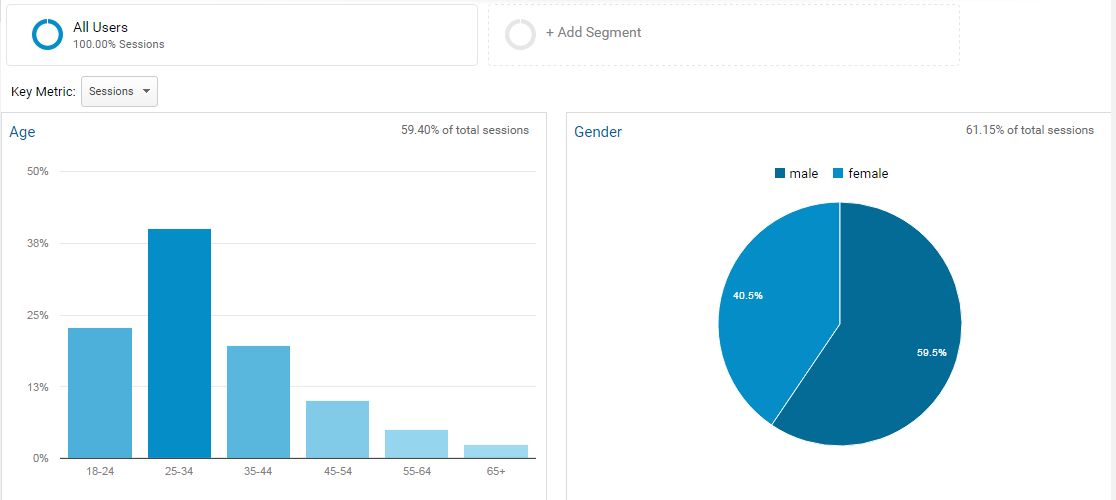 All Users
100.00% Sessions
+ Add Segment
Key Metric: Sessions
Age
59.40% of total sessions
50%
38%
25%
13%
0%
18-24 25-34 35-44 45-54 55-64 65+
Gender
61.15% of total sessions
male female
40.5%
59.5%